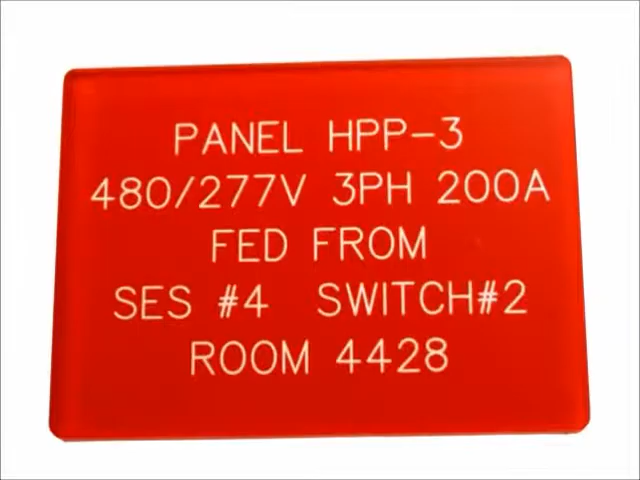 PANEL HPP-3
480/277V 3PH 200A
FED FROM
SES #4 SWITCH#2
ROOM 4428